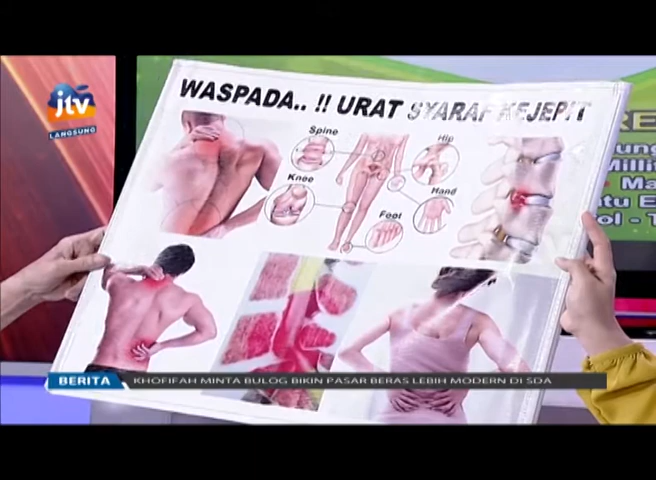 jtv
LANGSUNG
WASPADA.. !! URAT SYARAF KEJEPIT
Spine
Hip
Knee
Hand
Foot
BERITA
KHOFIFAH MINTA BULOG BIKIN PASAR BERAS LEBIH MODERN DI SDA